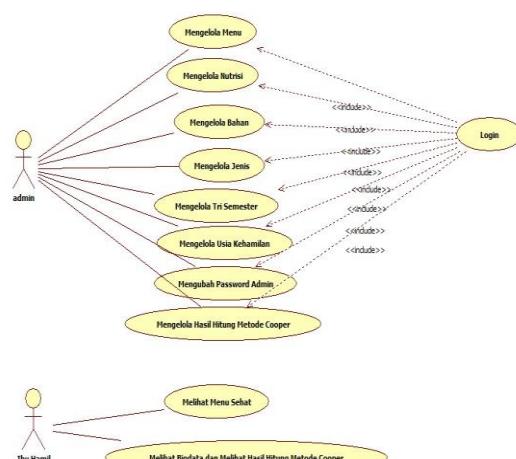 Mengelola Menu
Mengelola Nutrisi
<<include>>
Mengelola Bahan
<<include>>
Login
admin
<<include>>
Mengelola Jenis
<<include>>
Mengelola Tri Semester
<<include>>
<<include>>
Mengelola Usia Kehamilan
<<include>>
Mengubah Password Admin
Mengelola Hasil Hitung Metode Cooper
Melihat Menu Sehat
Ibu Hamil
Melihat Biodata dan Melihat Hasil Hitung Metode Cooper